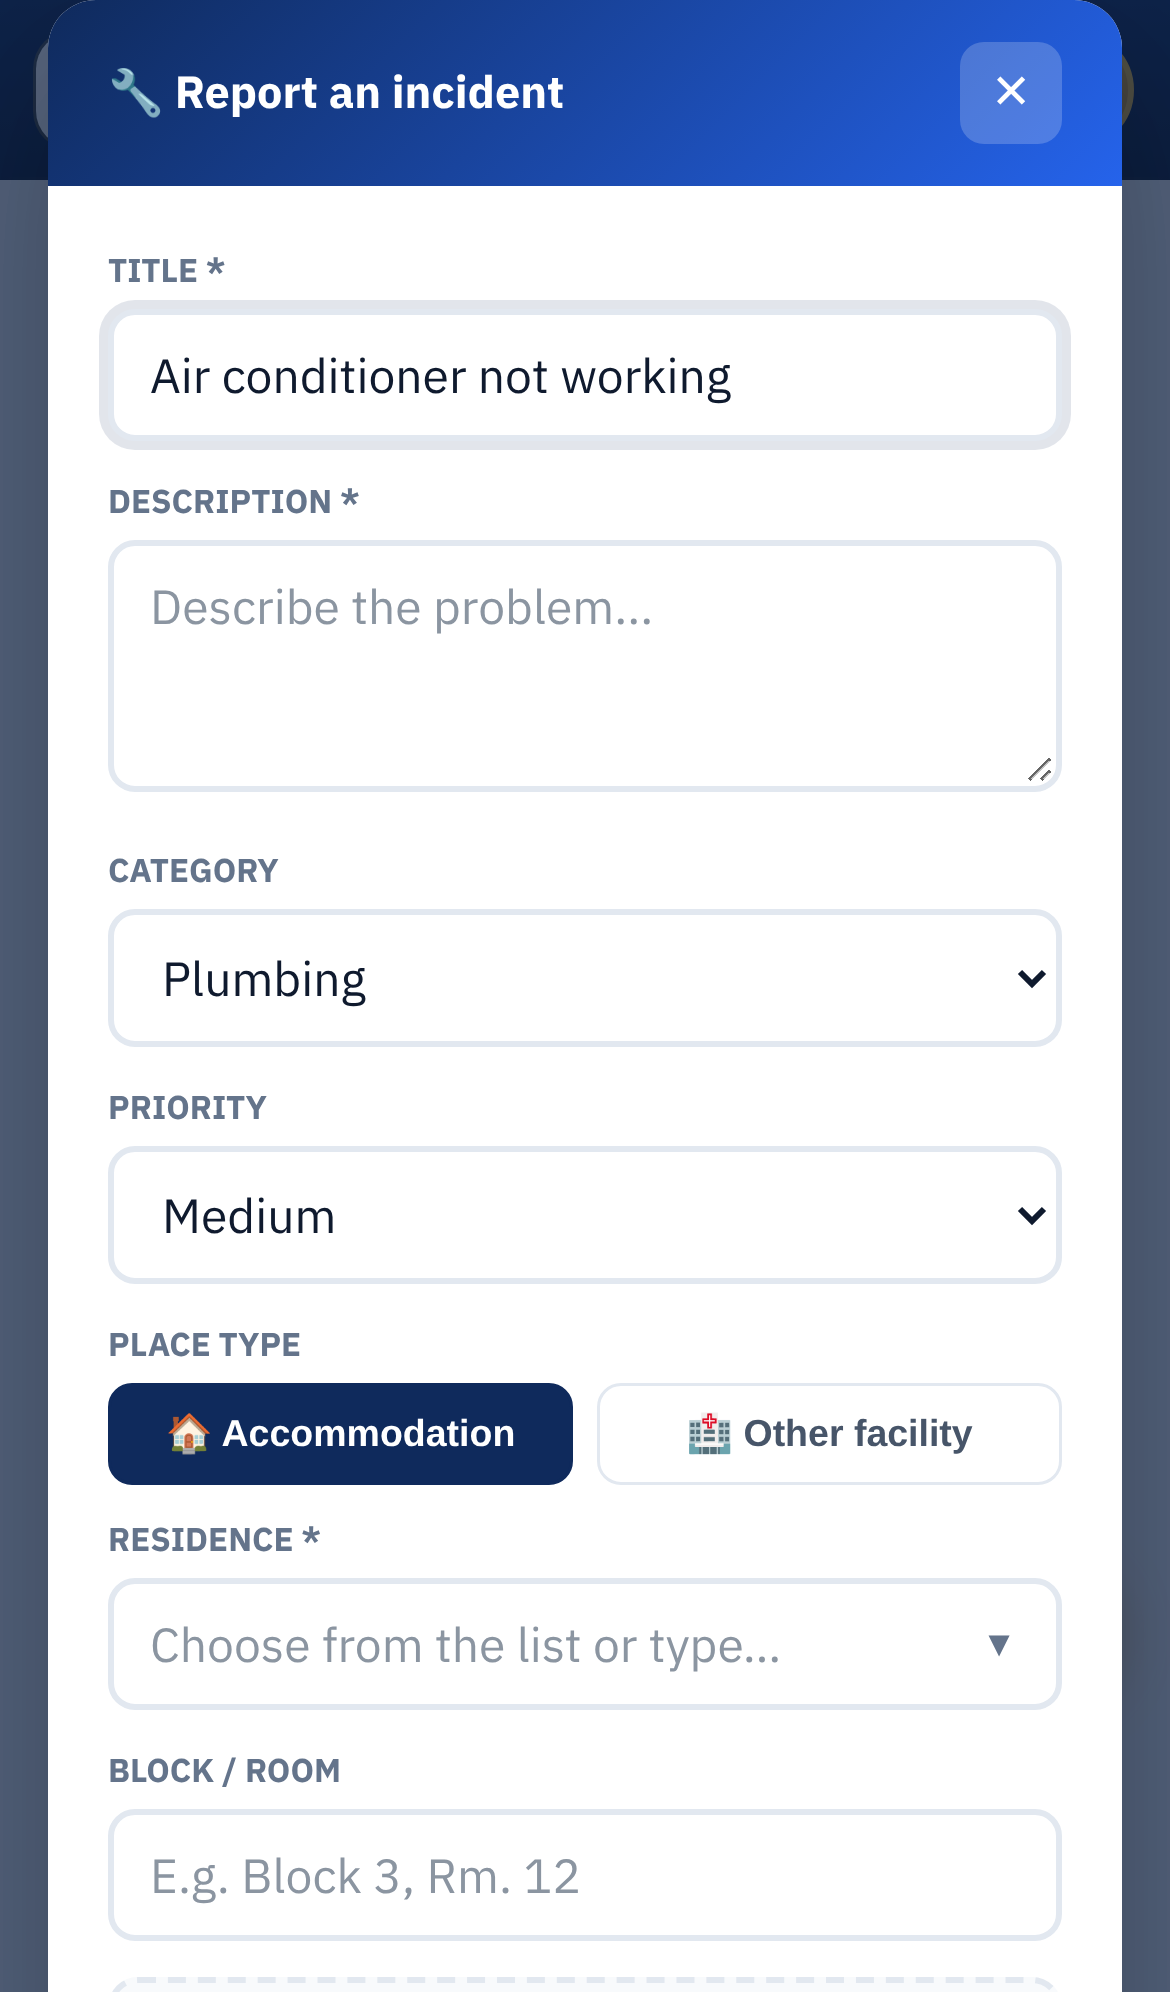 🔧 Report an incident
✕
TITLE *
Air conditioner not working
DESCRIPTION *
Describe the problem...
CATEGORY
Plumbing
PRIORITY
Medium
PLACE TYPE
🏠 Accommodation
🏥 Other facility
RESIDENCE *
Choose from the list or type...
▼
BLOCK / ROOM
E.g. Block 3, Rm. 12